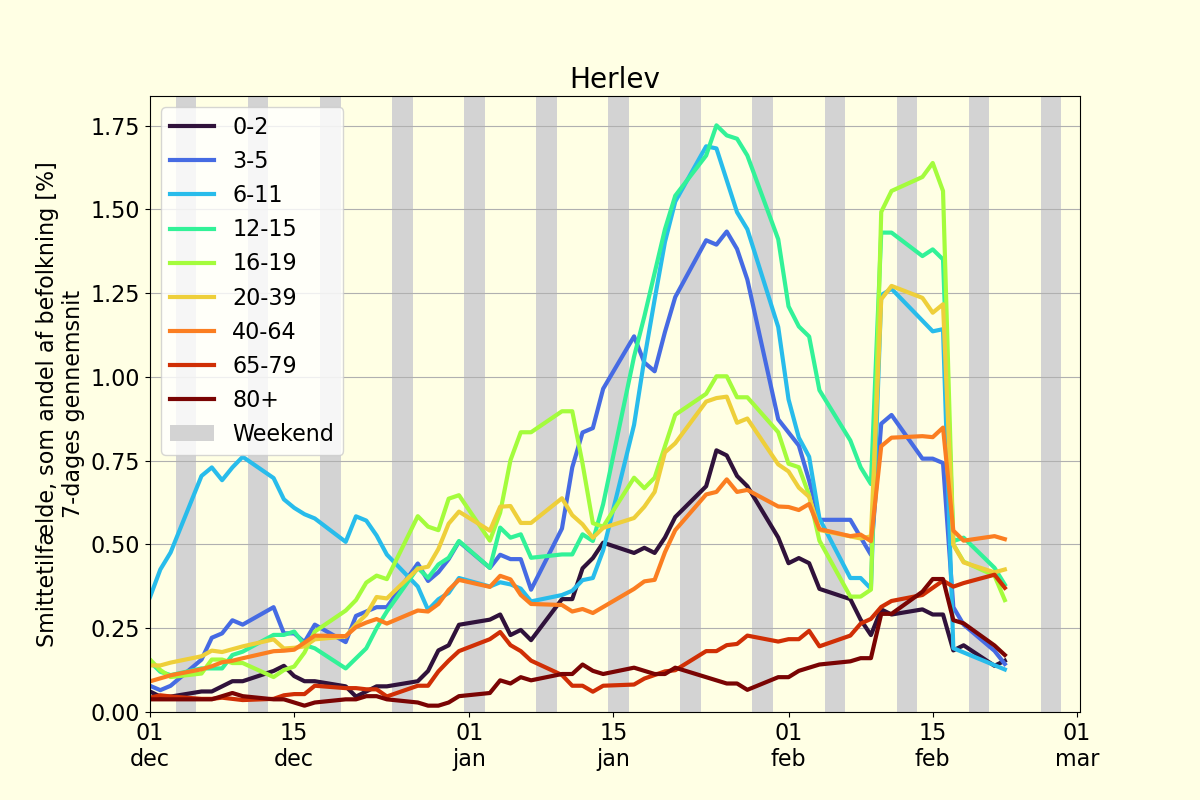 Herlev
Smittetilfælde, som andel af befolkning [%]
7-dages gennemsnit
1.75
1.50
1.25
1.00
0.75
0.50
0.25
0.00
0-2
3-5
6-11
12-15
16-19
20-39
40-64
65-79
80+
Weekend
01 15 01 15 01 15 01
dec dec jan jan feb feb mar